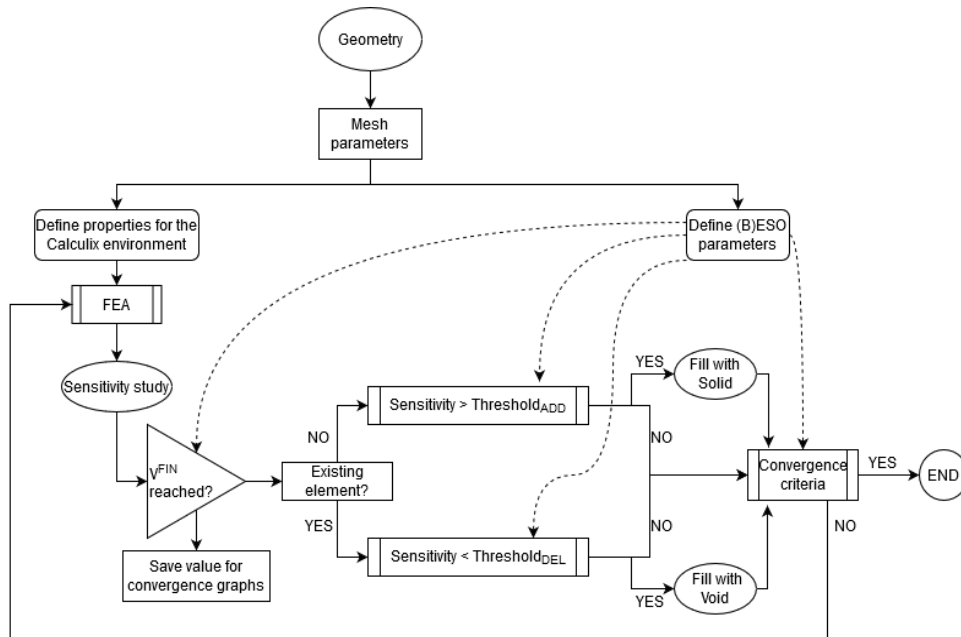 Geometry
Mesh
parameters
Define properties for the
Calculix environment
Define (B)ESO
parameters
FEA
Sensitivity study
V^FIN
reached?
Save value for
convergence graphs
NO
Existing
element?
YES
Sensitivity > Threshold_ADD
Sensitivity < Threshold_DEL
YES
NO
NO
YES
Fill with
Solid
Fill with
Void
Convergence
criteria
YES
NO
END